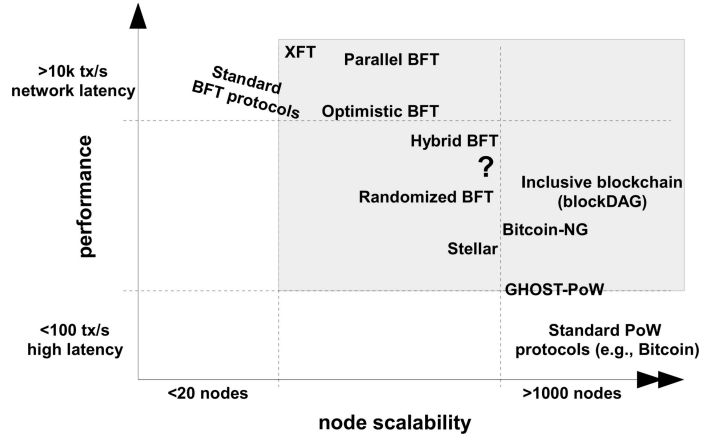 >10k tx/s
network latency
XFT
Parallel BFT
Standard
BFT protocols
Optimistic BFT
Hybrid BFT
?
performance
Randomized BFT
Inclusive blockchain
(blockDAG)
Bitcoin-NG
Stellar
GHOST-PoW
<100 tx/s
high latency
Standard PoW
protocols (e.g., Bitcoin)
<20 nodes
>1000 nodes
node scalability